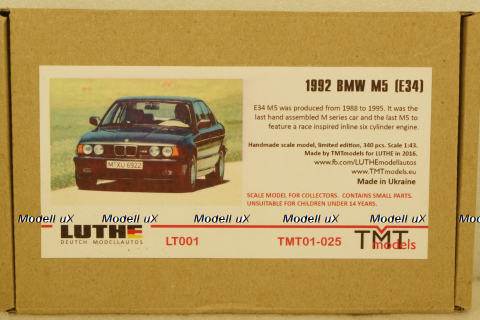 1992 BMW M5 (E34)
E34 M5 was produced from 1988 to 1995. It was the
last hand assembled M series car and the last M5 to
feature a race inspired inline six cylinder engine.
Handmade scale model, limited edition, 340 pcs. Scale 1:43.
Made by TMTmodels for LUTHE in 2016.
www.fb.com/LUTHEmodellautos
www.TMTmodels.eu
Made in Ukraine
M·XU 6922
SCALE MODEL FOR COLLECTORS. CONTAINS SMALL PARTS.
UNSUITABLE FOR CHILDREN UNDER 14 YEARS.
Modell uX Modell uX Modell uX Modell uX Modell uX Modell uX
LUTHE
DEUTCH MODELLAUTOS
LT001
TMT01-025
TMT
models